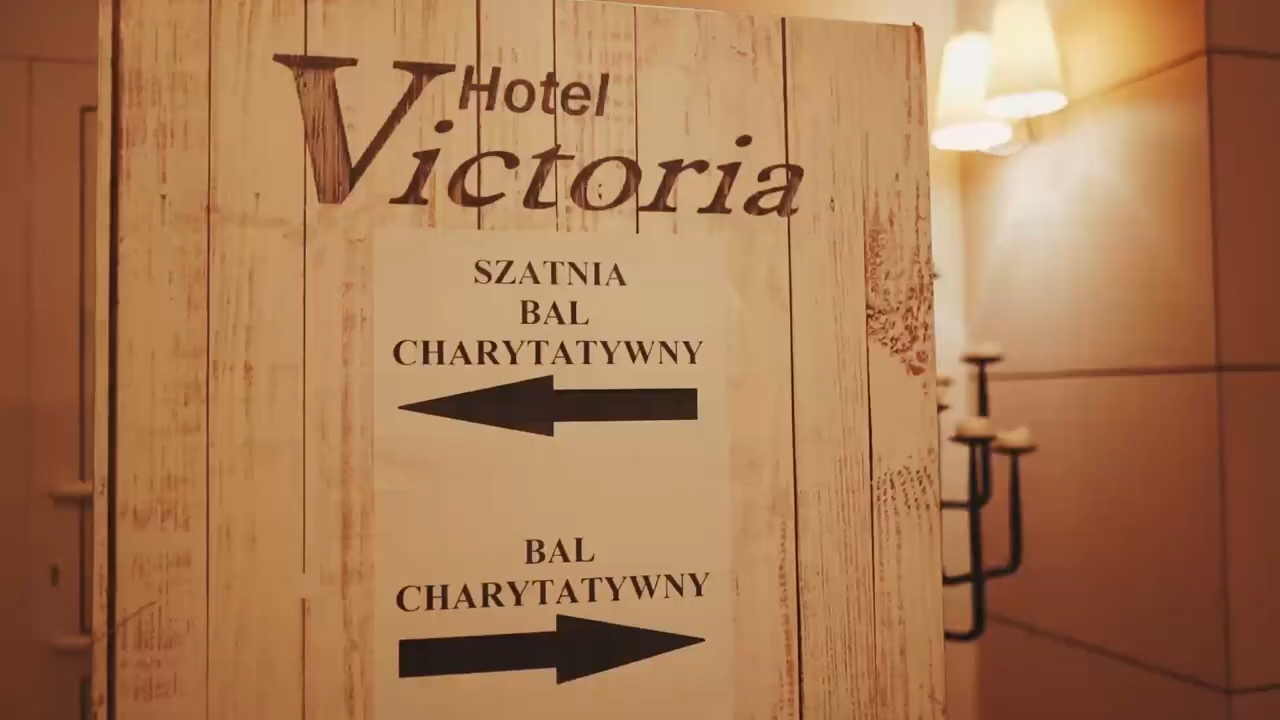 Hotel
Victoria
SZATNIA
BAL
CHARYTATYWNY
BAL
CHARYTATYWNY